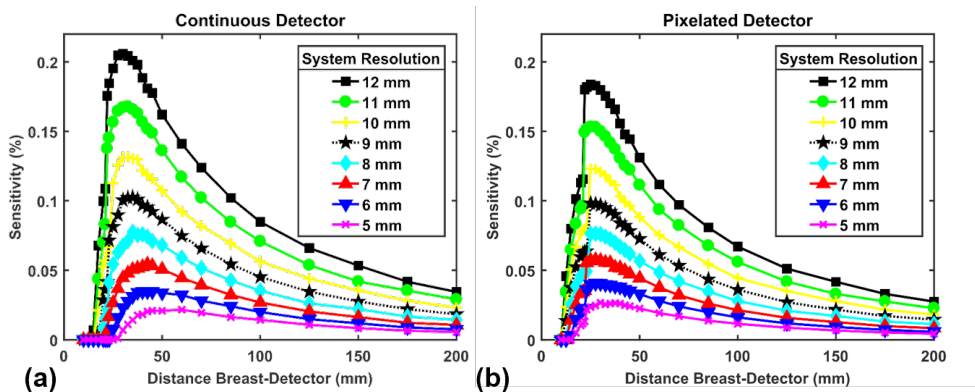 Continuous Detector
Sensitivity (%)
0.2
0.15
0.1
0.05
0
0 50 100 150 200
Distance Breast-Detector (mm)
System Resolution
12 mm
11 mm
10 mm
9 mm
8 mm
7 mm
6 mm
5 mm
(a)
Pixelated Detector
Sensitivity (%)
0.2
0.15
0.1
0.05
0
0 50 100 150 200
Distance Breast-Detector (mm)
System Resolution
12 mm
11 mm
10 mm
9 mm
8 mm
7 mm
6 mm
5 mm
(b)